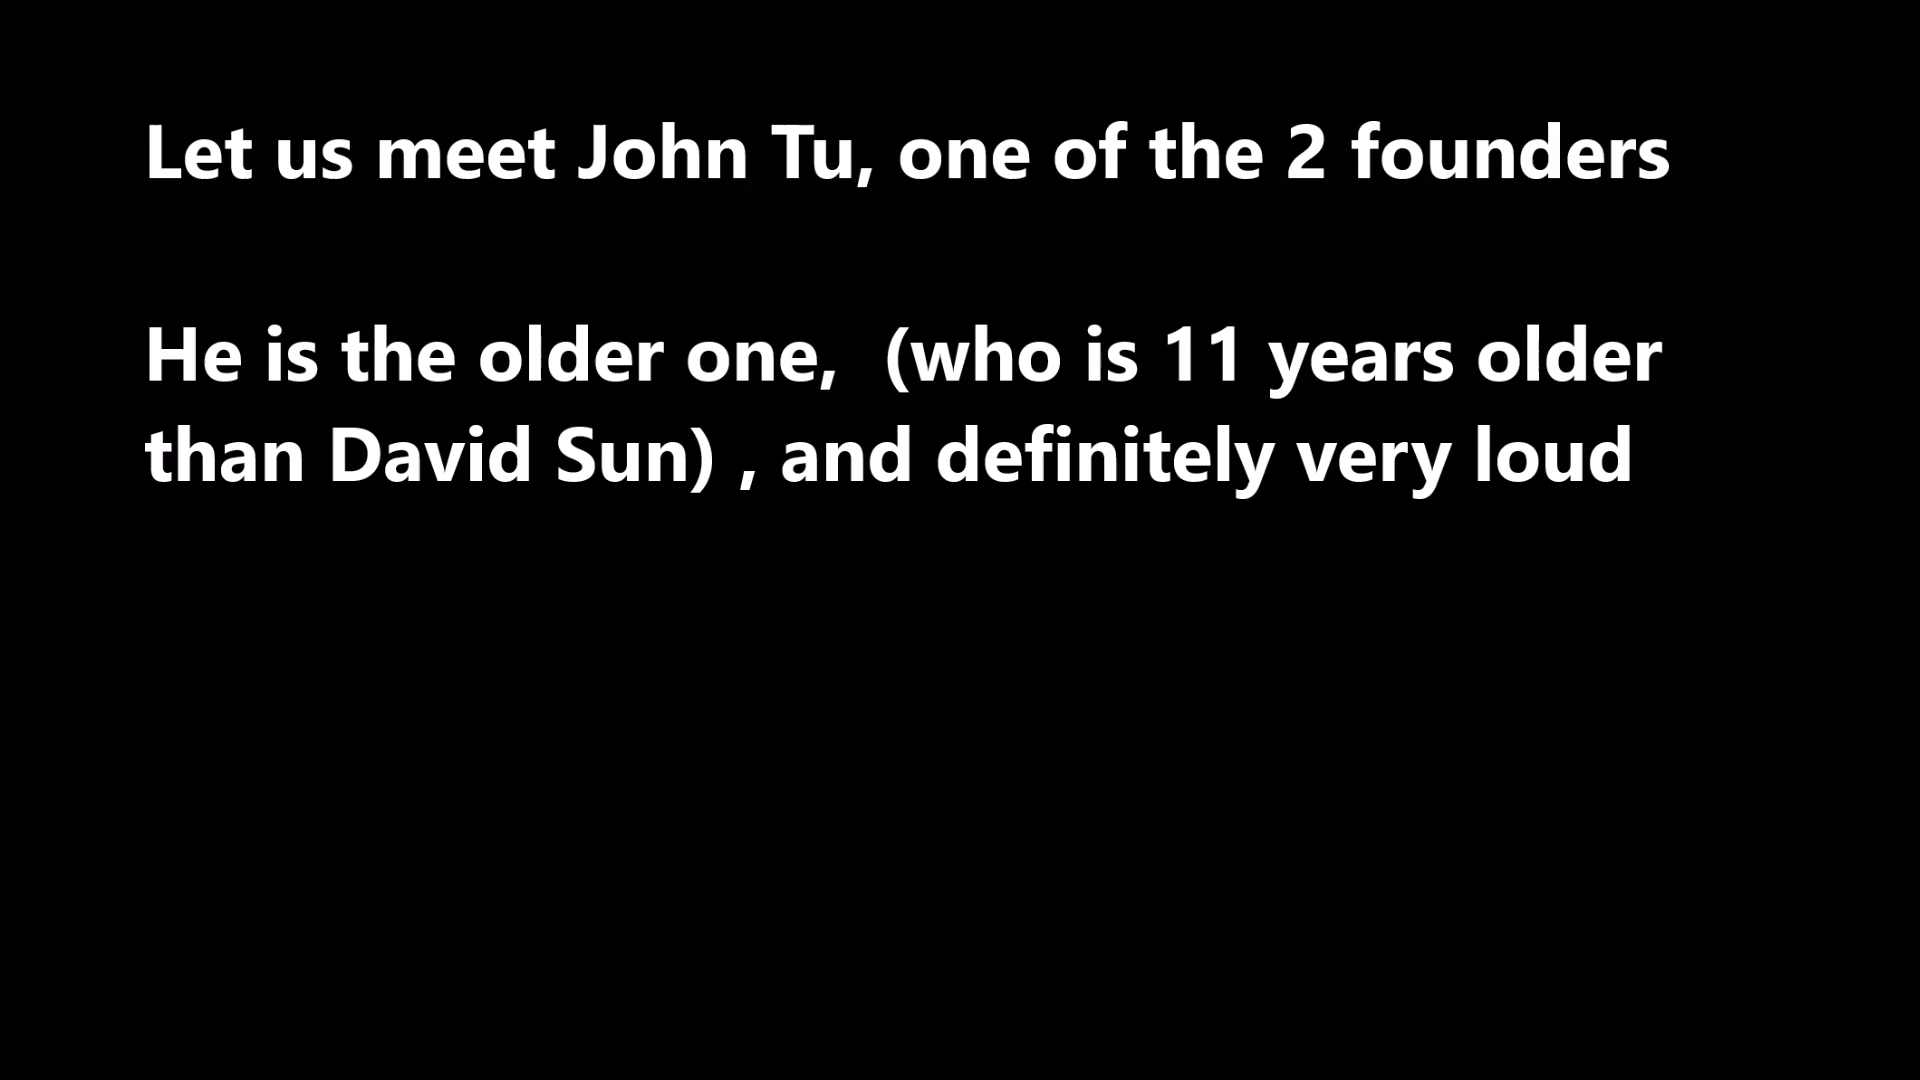 Let us meet John Tu, one of the 2 founders
He is the older one,  (who is 11 years older
than David Sun) , and definitely very loud